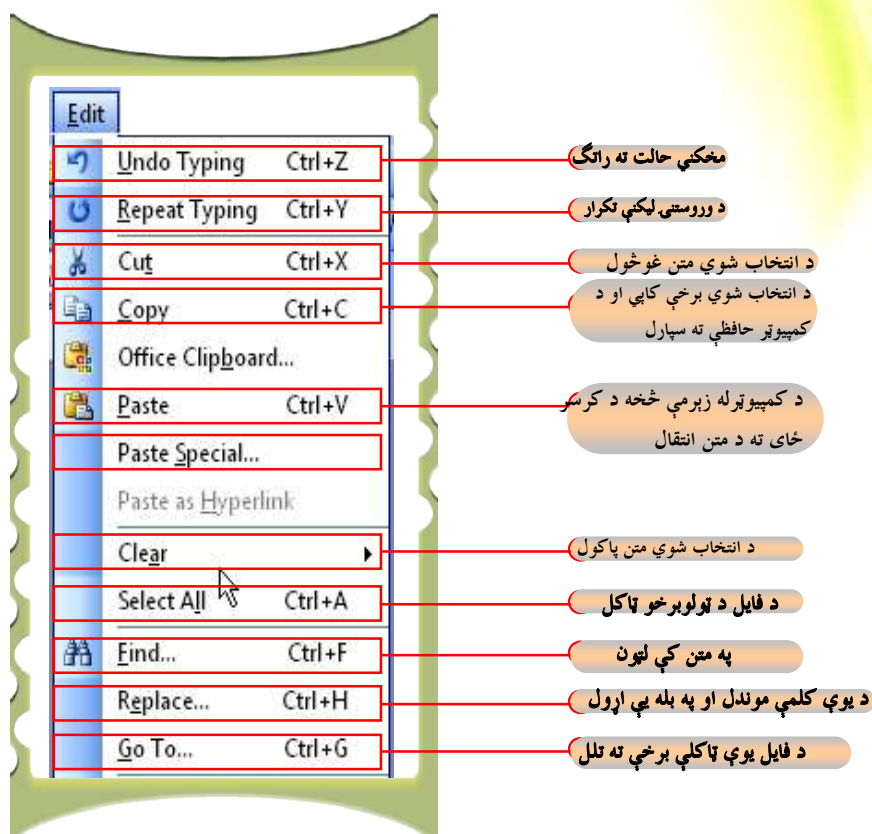 Edit
Undo Typing Ctrl+Z
مخکني حالت ته راتګ
Repeat Typing Ctrl+Y
د وروستۍ لیکنې تکرار
Cut Ctrl+X
د انتخاب شوي متن غوڅول
Copy Ctrl+C
د انتخاب شوي برخې کاپي او د
کمپیوټر حافظې ته سپارل
Office Clipboard...
Paste Ctrl+V
د کمپیوټرله زېرمې څخه د کرسر
ځای ته د متن انتقال
Paste Special...
Paste as Hyperlink
Clear
د انتخاب شوي متن پاکول
Select All Ctrl+A
د فایل د ټولوبرخو ټاکل
Find... Ctrl+F
په متن کې لټون
Replace... Ctrl+H
د یوې کلمې موندل او په بله یې اړول
Go To... Ctrl+G
د فایل یوې ټاکلې برخې ته تلل